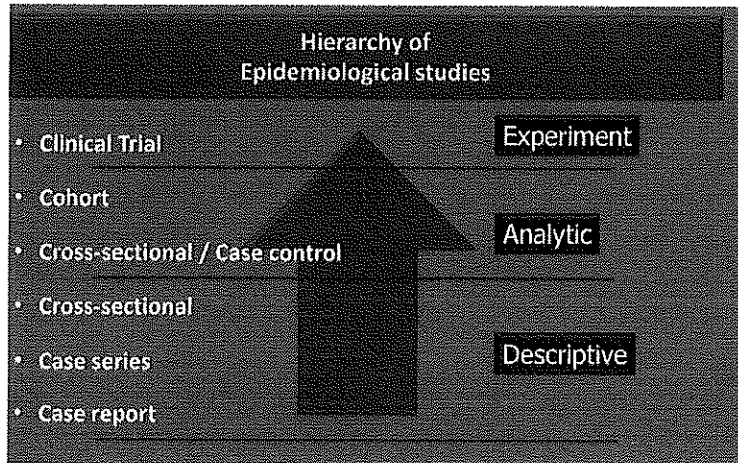 Hierarchy of
Epidemiological studies
• Clinical Trial
Experiment
• Cohort
• Cross-sectional / Case control
Analytic
• Cross-sectional
• Case series
Descriptive
• Case report